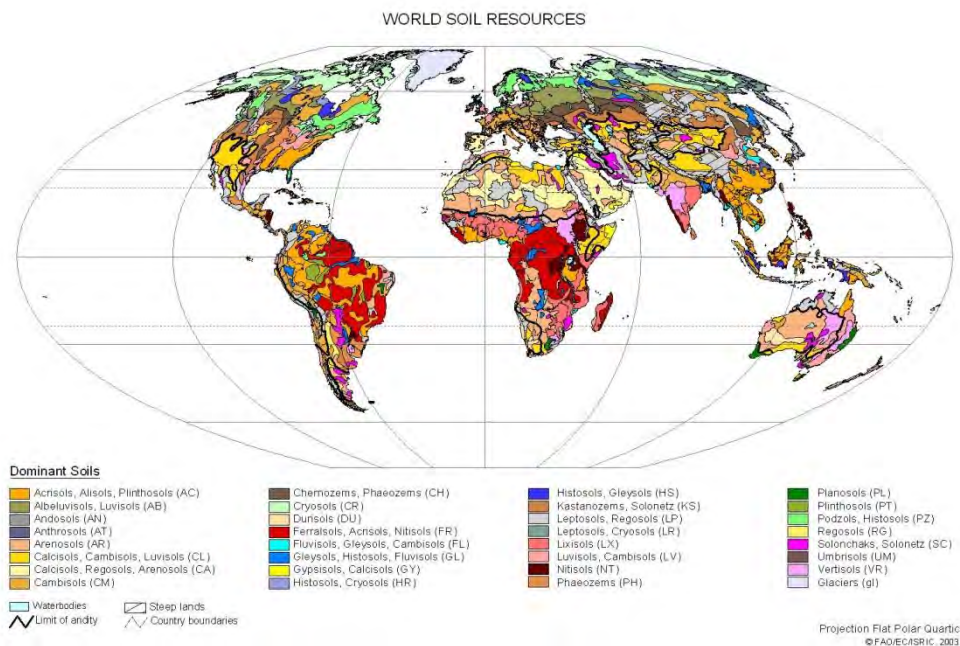 WORLD SOIL RESOURCES
Dominant Soils
Acrisols, Alisols, Plinthosols (AC)
Albeluvisols, Luvisols (AB)
Andosols (AN)
Anthrosols (AT)
Arenosols (AR)
Calcisols, Cambisols, Luvisols (CL)
Calcisols, Regosols, Arenosols (CA)
Cambisols (CM)
Chernozems, Phaeozems (CH)
Cryosols (CR)
Durisols (DU)
Ferralsols, Acrisols, Nitisols (FR)
Fluvisols, Gleysols, Cambisols (FL)
Gleysols, Histosols, Fluvisols (GL)
Gypsisols, Calcisols (GY)
Histosols, Cryosols (HR)
Histosols, Gleysols (HS)
Kastanozems, Solonetz (KS)
Leptosols, Regosols (LP)
Leptosols, Cryosols (LR)
Lixisols (LX)
Luvisols, Cambisols (LV)
Nitisols (NT)
Phaeozems (PH)
Planosols (PL)
Plinthosols (PT)
Podzols, Histosols (PZ)
Regosols (RG)
Solonchaks, Solonetz (SC)
Umbrisols (UM)
Vertisols (VR)
Glaciers (gl)
Waterbodies
Steep lands
Limit of aridity
Country boundaries
Projection Flat Polar Quartic
©FAO/EC/ISRIC, 2003